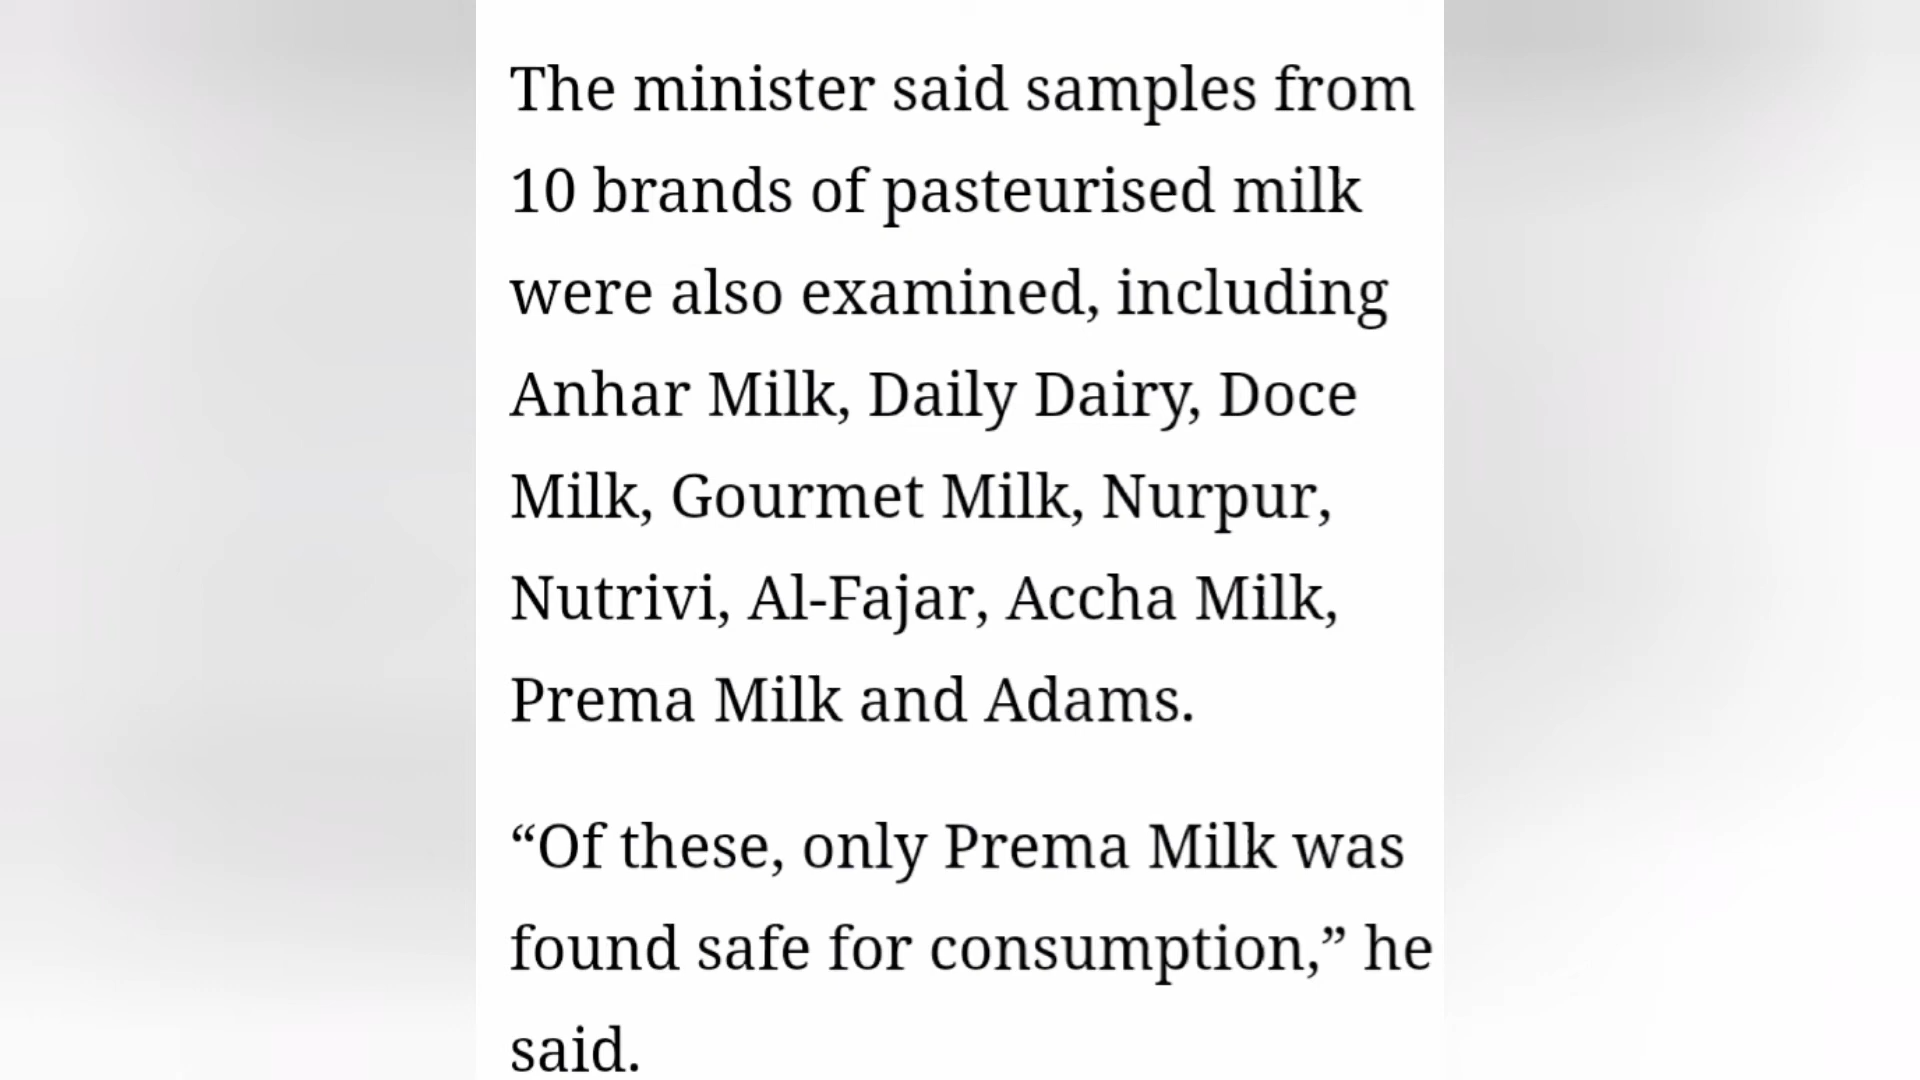 The minister said samples from
10 brands of pasteurised milk
were also examined, including
Anhar Milk, Daily Dairy, Doce
Milk, Gourmet Milk, Nurpur,
Nutrivi, Al-Fajar, Accha Milk,
Prema Milk and Adams.
“Of these, only Prema Milk was
found safe for consumption,” he
said.